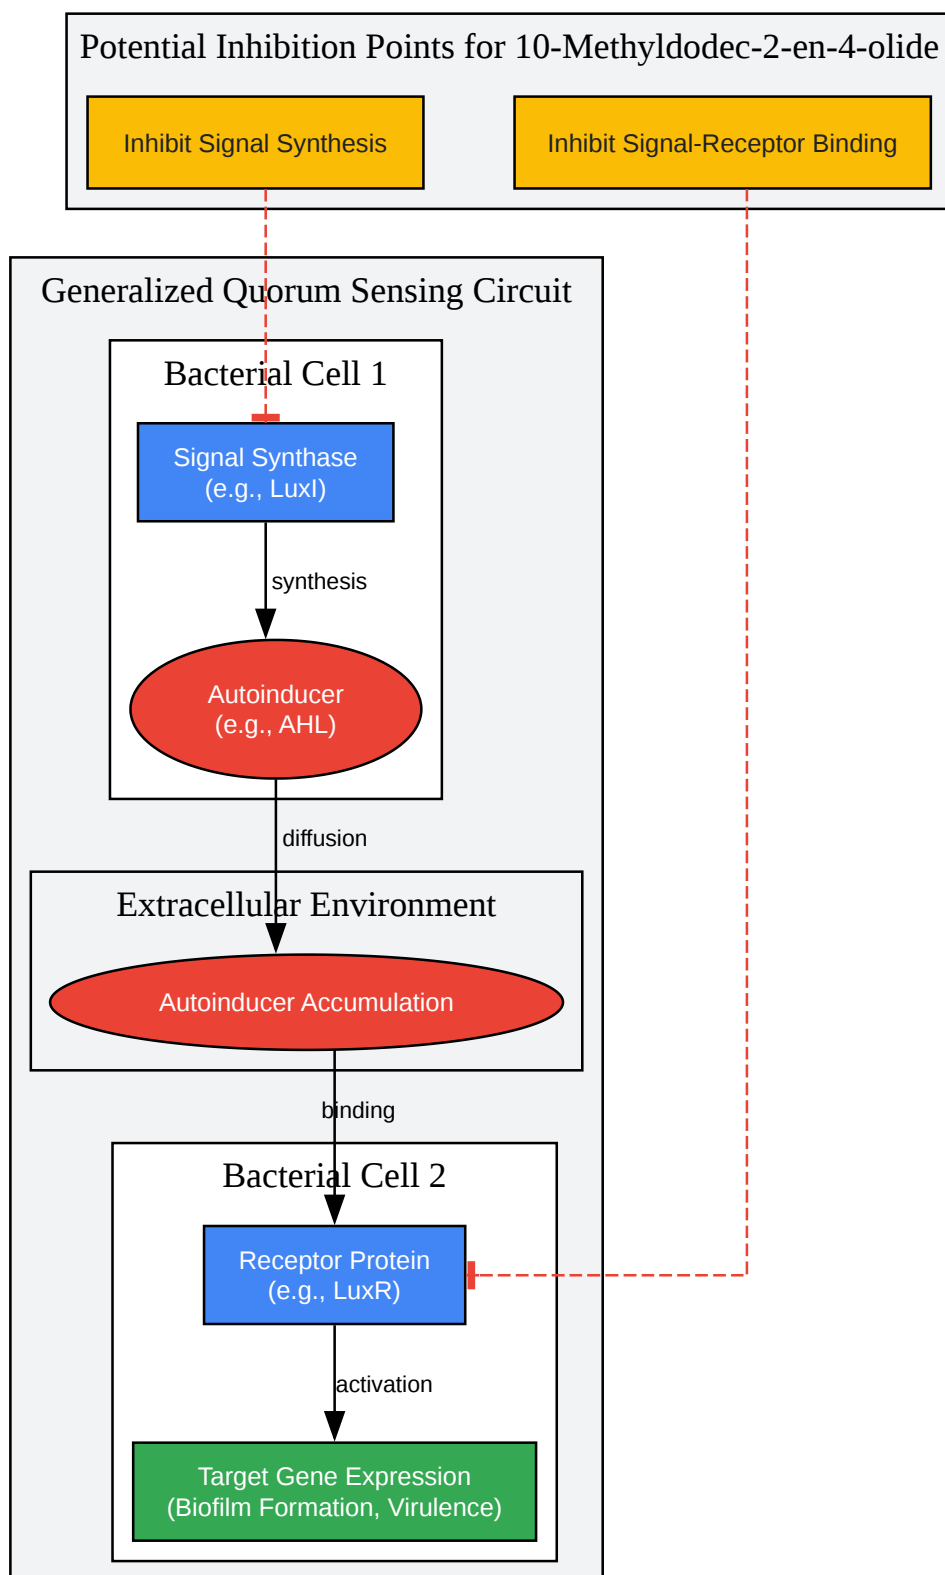 Potential Inhibition Points for 10-Methyldodec-2-en-4-olide
Inhibit Signal Synthesis
Inhibit Signal-Receptor Binding
Generalized Quorum Sensing Circuit
Bacterial Cell 1
Signal Synthase
(e.g., LuxI)
synthesis
Autoinducer
(e.g., AHL)
diffusion
Extracellular Environment
Autoinducer Accumulation
binding
Bacterial Cell 2
Receptor Protein
(e.g., LuxR)
activation
Target Gene Expression
(Biofilm Formation, Virulence)